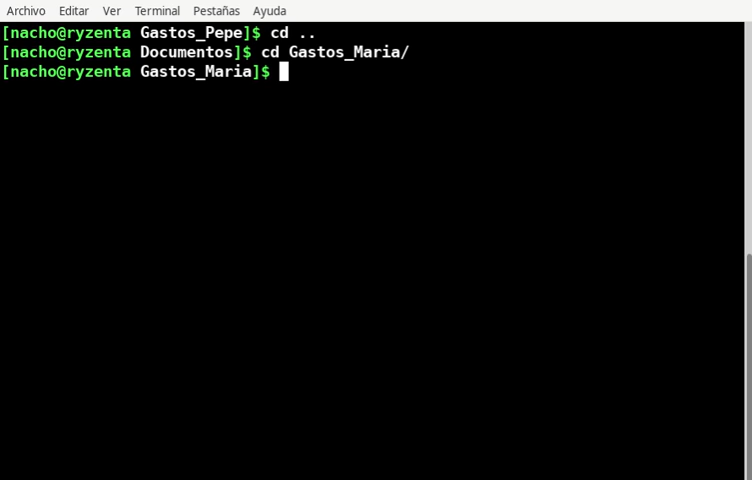 Archivo Editar Ver Terminal Pestañas Ayuda
[nacho@ryzenta Gastos_Pepe]$ cd ..
[nacho@ryzenta Documentos]$ cd Gastos_Maria/
[nacho@ryzenta Gastos_Maria]$